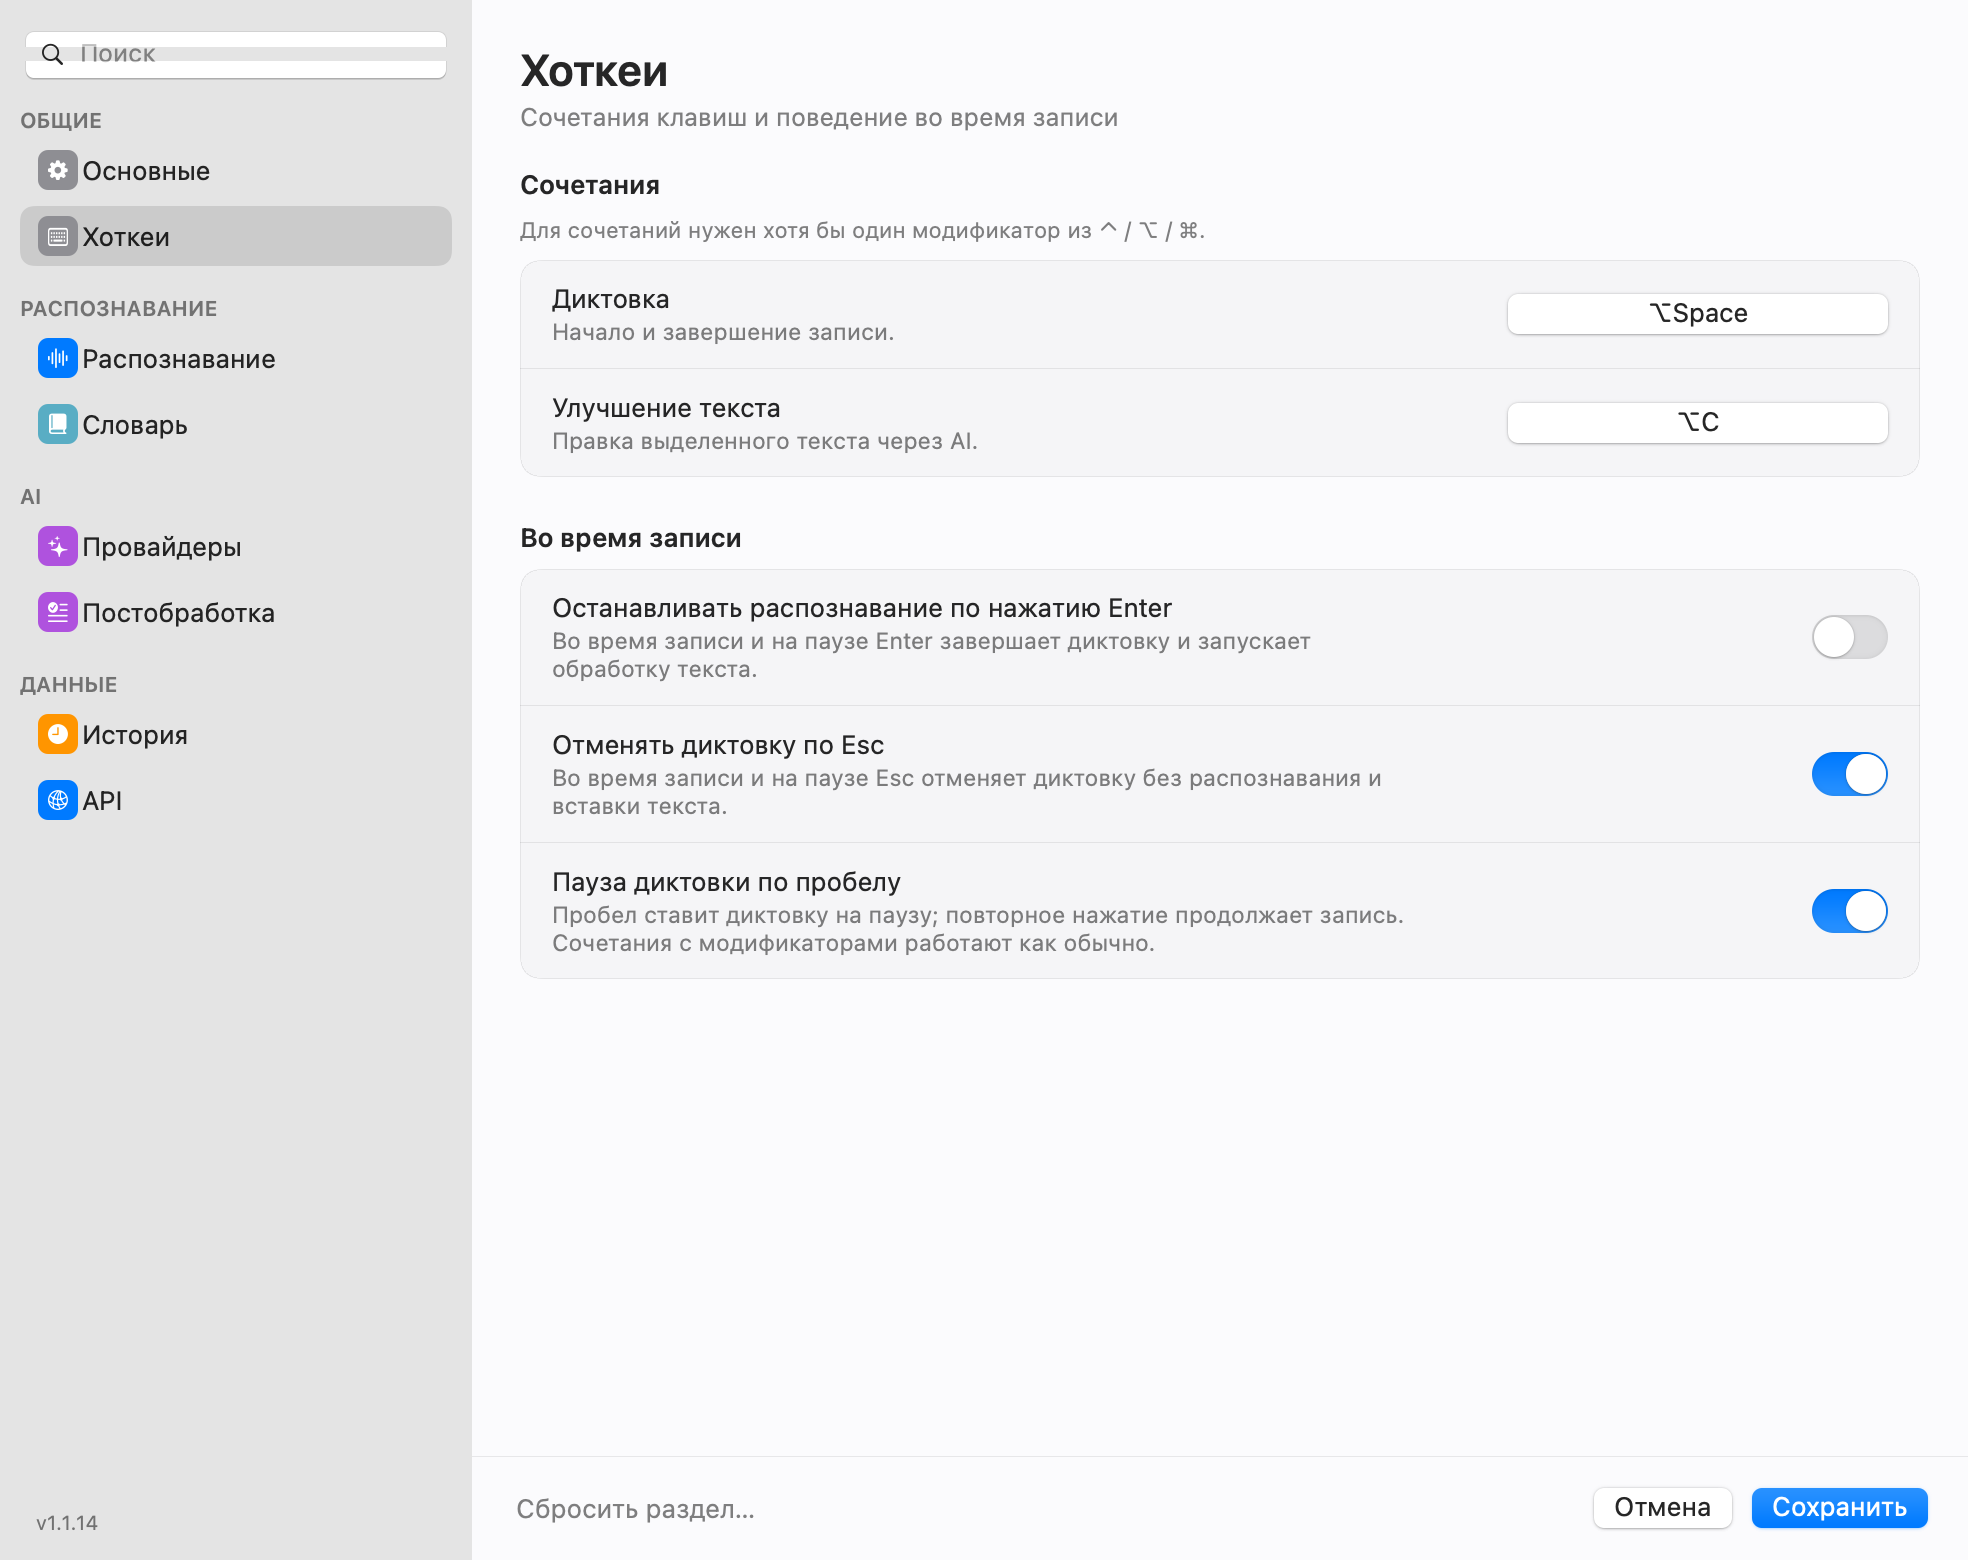 Поиск
ОБЩИЕ
Основные
Хоткеи
РАСПОЗНАВАНИЕ
Распознавание
Словарь
AI
Провайдеры
Постобработка
ДАННЫЕ
История
API
v1.1.14
Хоткеи
Сочетания клавиш и поведение во время записи
Сочетания
Для сочетаний нужен хотя бы один модификатор из ^ / ⌥ / ⌘.
Диктовка
Начало и завершение записи.
⌥Space
Улучшение текста
Правка выделенного текста через AI.
⌥C
Во время записи
Останавливать распознавание по нажатию Enter
Во время записи и на паузе Enter завершает диктовку и запускает
обработку текста.
Отменять диктовку по Esc
Во время записи и на паузе Esc отменяет диктовку без распознавания и
вставки текста.
Пауза диктовки по пробелу
Пробел ставит диктовку на паузу; повторное нажатие продолжает запись.
Сочетания с модификаторами работают как обычно.
Сбросить раздел...
Отмена
Сохранить